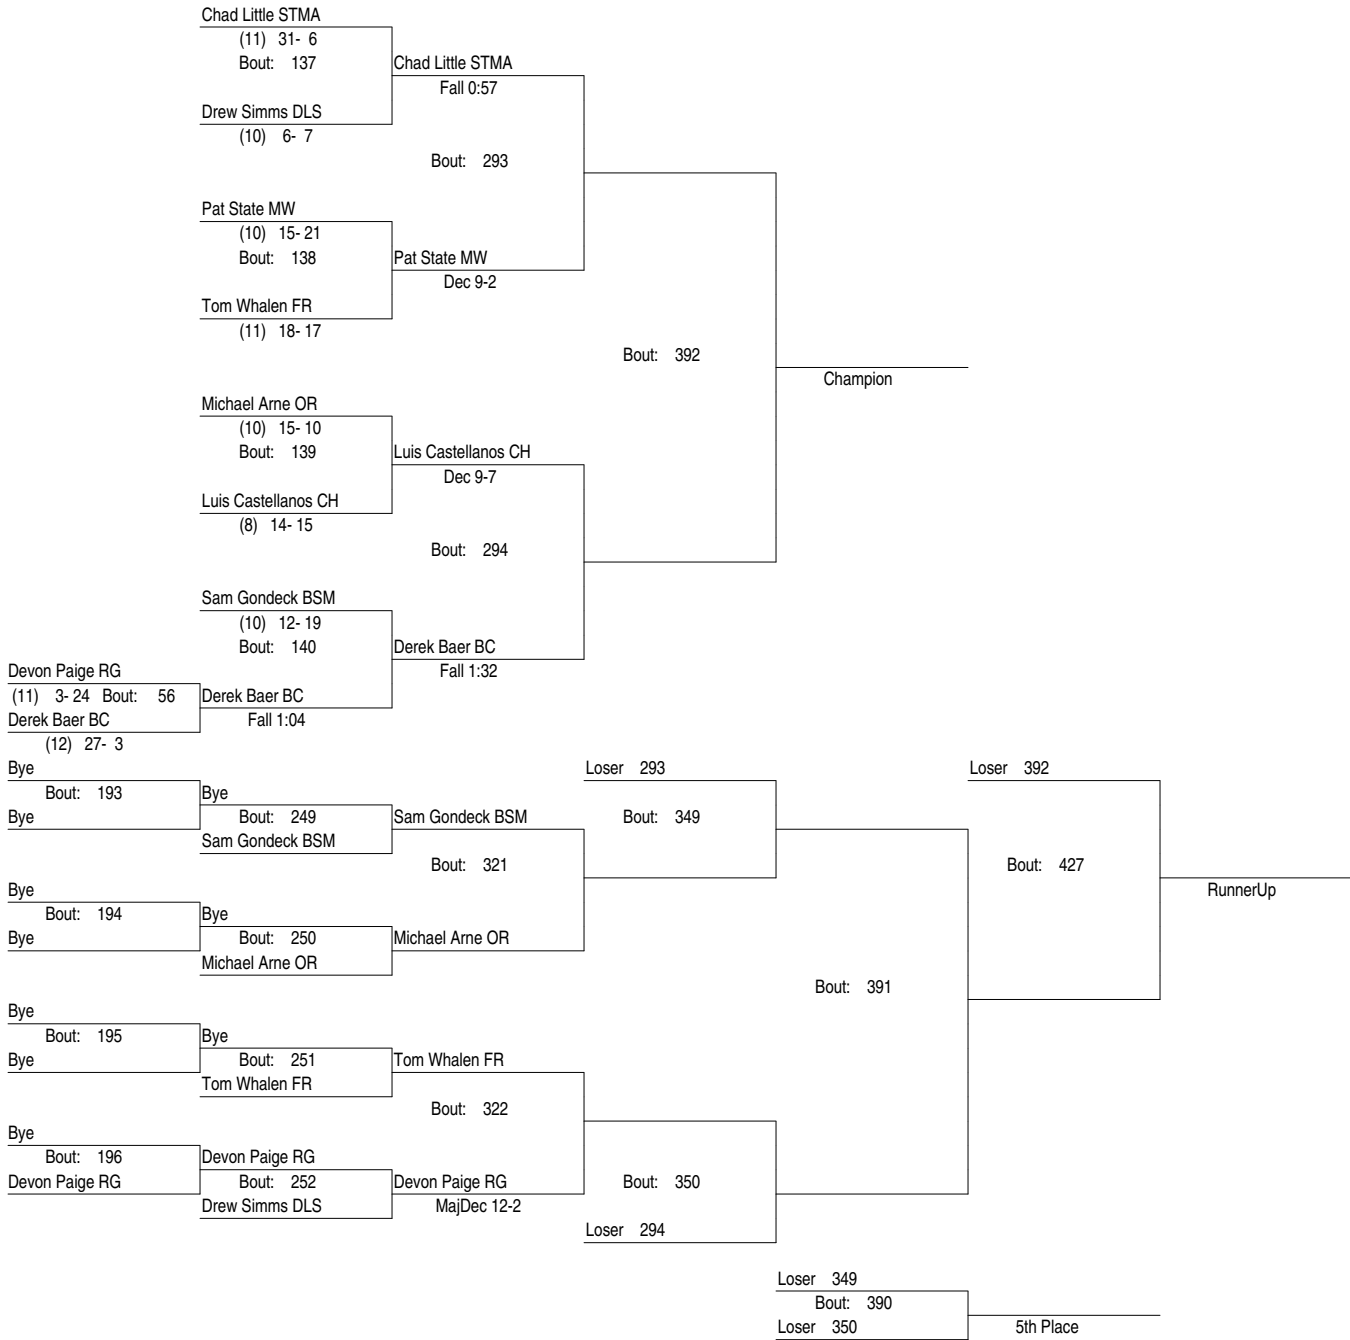 Chad Little STMA
(11) 31- 6
Bout: 137
Chad Little STMA
Fall 0:57
Drew Simms DLS
(10) 6- 7
Bout: 293
Pat State MW
(10) 15- 21
Bout: 138
Pat State MW
Dec 9-2
Tom Whalen FR
(11) 18- 17
Bout: 392
Champion
Michael Arne OR
(10) 15- 10
Bout: 139
Luis Castellanos CH
Dec 9-7
Luis Castellanos CH
(8) 14- 15
Bout: 294
Sam Gondeck BSM
(10) 12- 19
Bout: 140
Derek Baer BC
Fall 1:32
Devon Paige RG
(11) 3- 24 Bout: 56
Derek Baer BC
Derek Baer BC
Fall 1:04
(12) 27- 3
Bye
Loser 293
Loser 392
Bout: 193
Bye
Bye
Bout: 249
Sam Gondeck BSM
Bout: 349
Sam Gondeck BSM
Bout: 321
Bout: 427
Bye
RunnerUp
Bout: 194
Bye
Bye
Bout: 250
Michael Arne OR
Michael Arne OR
Bout: 391
Bye
Bout: 195
Bye
Bye
Bout: 251
Tom Whalen FR
Tom Whalen FR
Bout: 322
Bye
Bout: 196
Devon Paige RG
Devon Paige RG
Bout: 252
Devon Paige RG
Bout: 350
Drew Simms DLS
MajDec 12-2
Loser 294
Loser 349
Bout: 390
Loser 350
5th Place